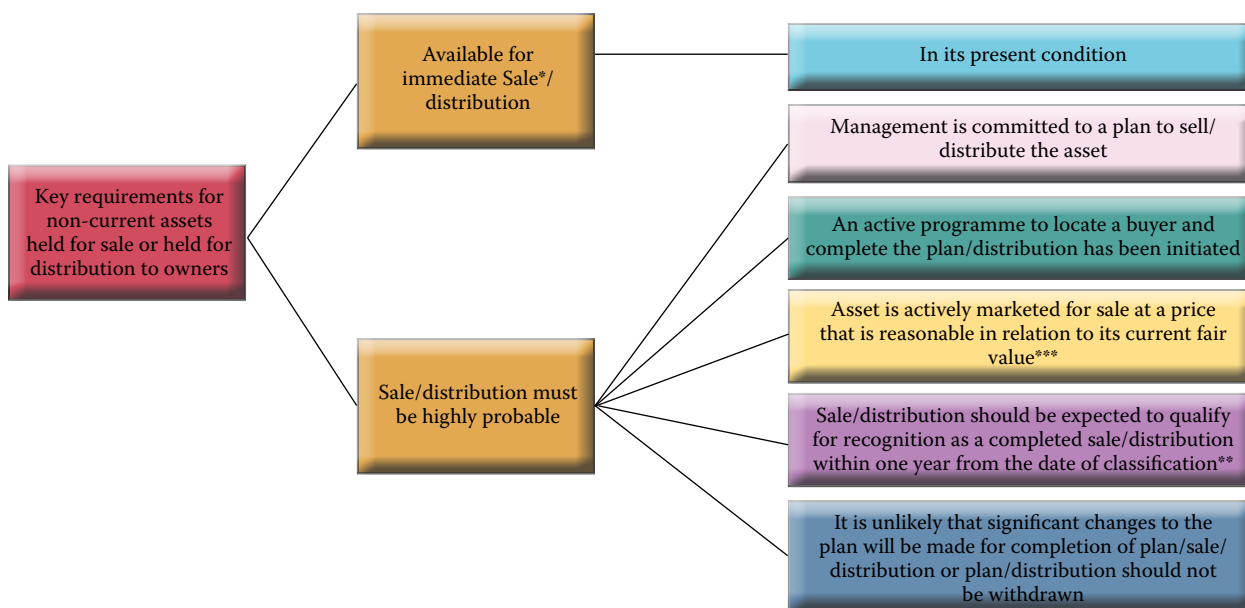 Key requirements for
non-current assets
held for sale or held for
distribution to owners
Available for
immediate Sale*/
distribution
In its present condition
Sale/distribution must
be highly probable
Management is committed to a plan to sell/
distribute the asset
An active programme to locate a buyer and
complete the plan/distribution has been initiated
Asset is actively marketed for sale at a price
that is reasonable in relation to its current fair
value***
Sale/distribution should be expected to qualify
for recognition as a completed sale/distribution
within one year from the date of classification**
It is unlikely that significant changes to the
plan will be made for completion of plan/sale/
distribution or plan/distribution should not
be withdrawn